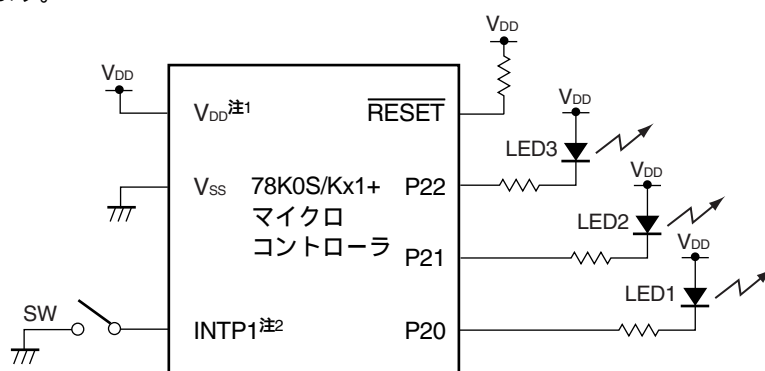 VDD
VDD
VDD注1
RESET
VDD
LED3
VSS
78K0S/Kx1+
マイクロ
コントローラ
P22
VDD
LED2
P21
VDD
LED1
SW
INTP1注2
P20